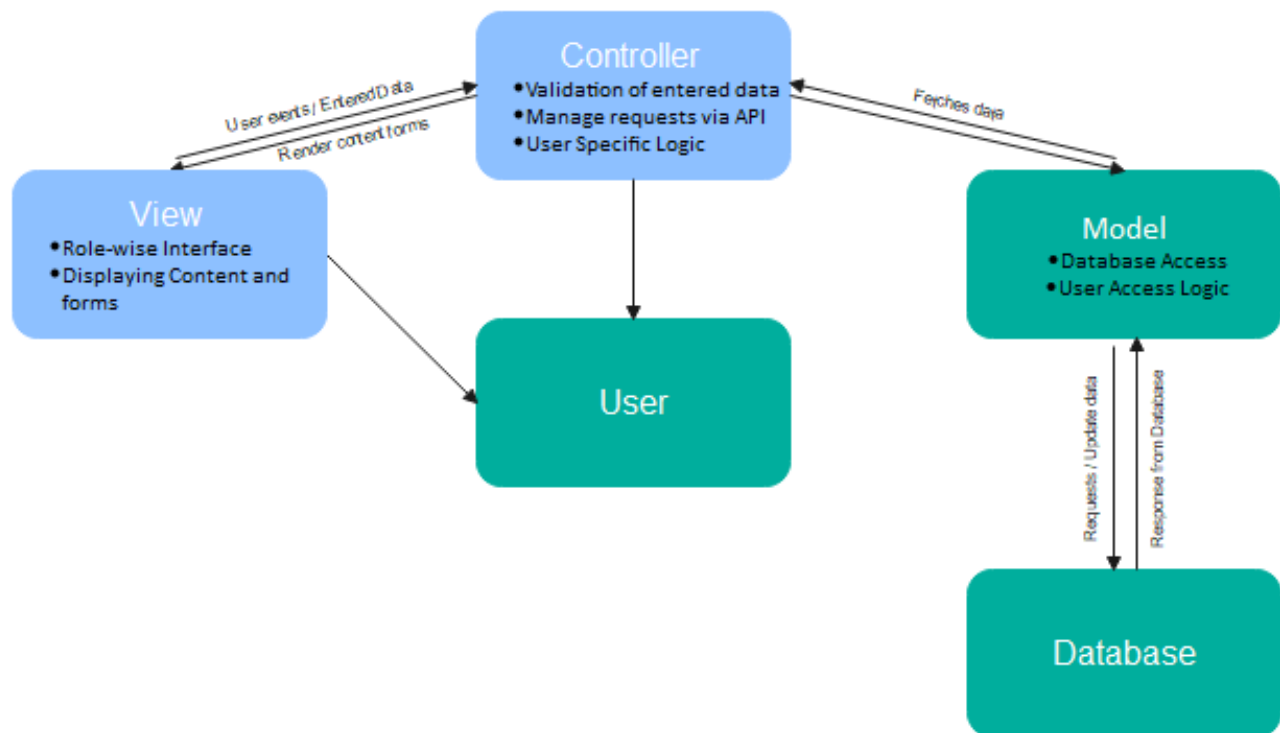 Controller
•Validation of entered data
•Manage requests via API
•User Specific Logic
User events / Entered Data
Render content forms
Fetches data
View
•Role-wise Interface
•Displaying Content and
forms
Model
•Database Access
•User Access Logic
User
Requests / Update data
Response from Database
Database